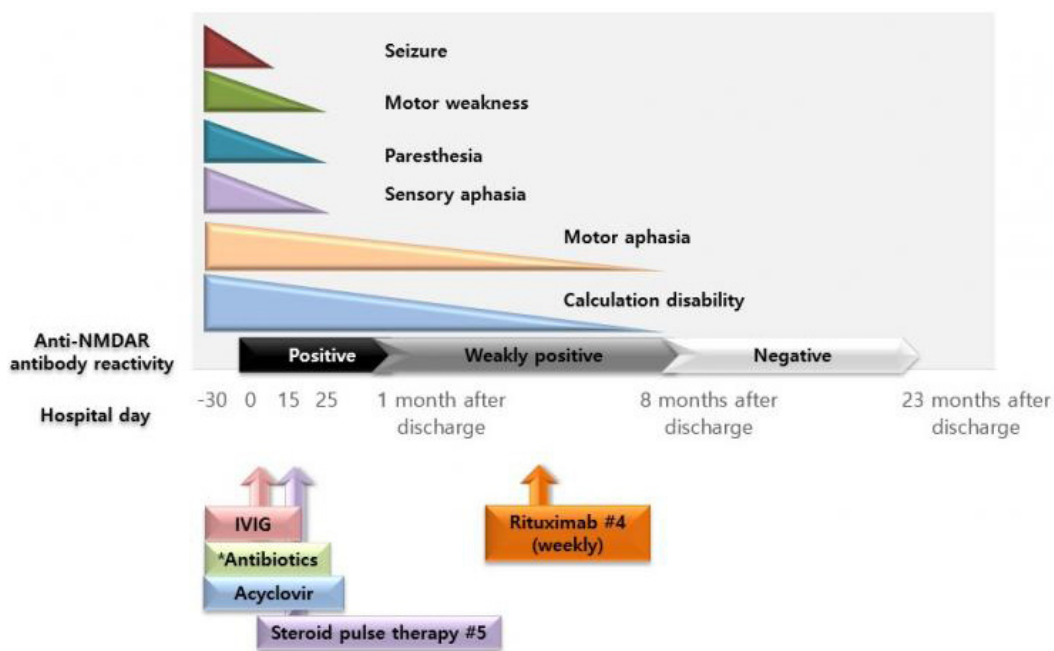 Seizure
Motor weakness
Paresthesia
Sensory aphasia
Motor aphasia
Calculation disability
Anti-NMDAR
antibody reactivity
Positive
Weakly positive
Negative
Hospital day
-30 0 15 25 1 month after
discharge
8 months after
discharge
23 months after
discharge
IVIG
*Antibiotics
Acyclovir
Steroid pulse therapy #5
Rituximab #4
(weekly)